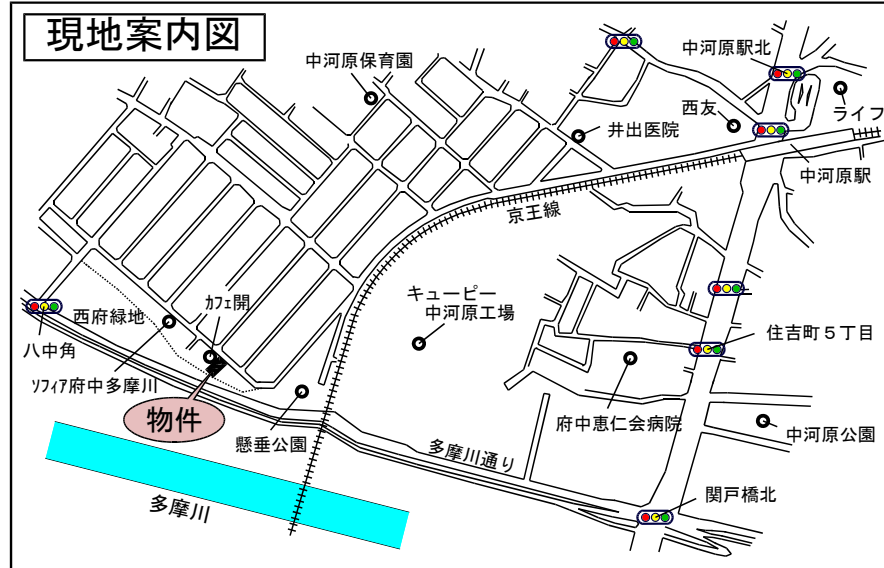 現地案内図
中河原駅北
中河原保育園
ライフ
西友
井出医院
中河原駅
京王線
キューピー
中河原工場
ｶﾌｪ開
西府緑地
八中角
住吉町５丁目
ｿﾌｨｱ府中多摩川
物件
懸垂公園
府中恵仁会病院
中河原公園
多摩川通り
関戸橋北
多摩川